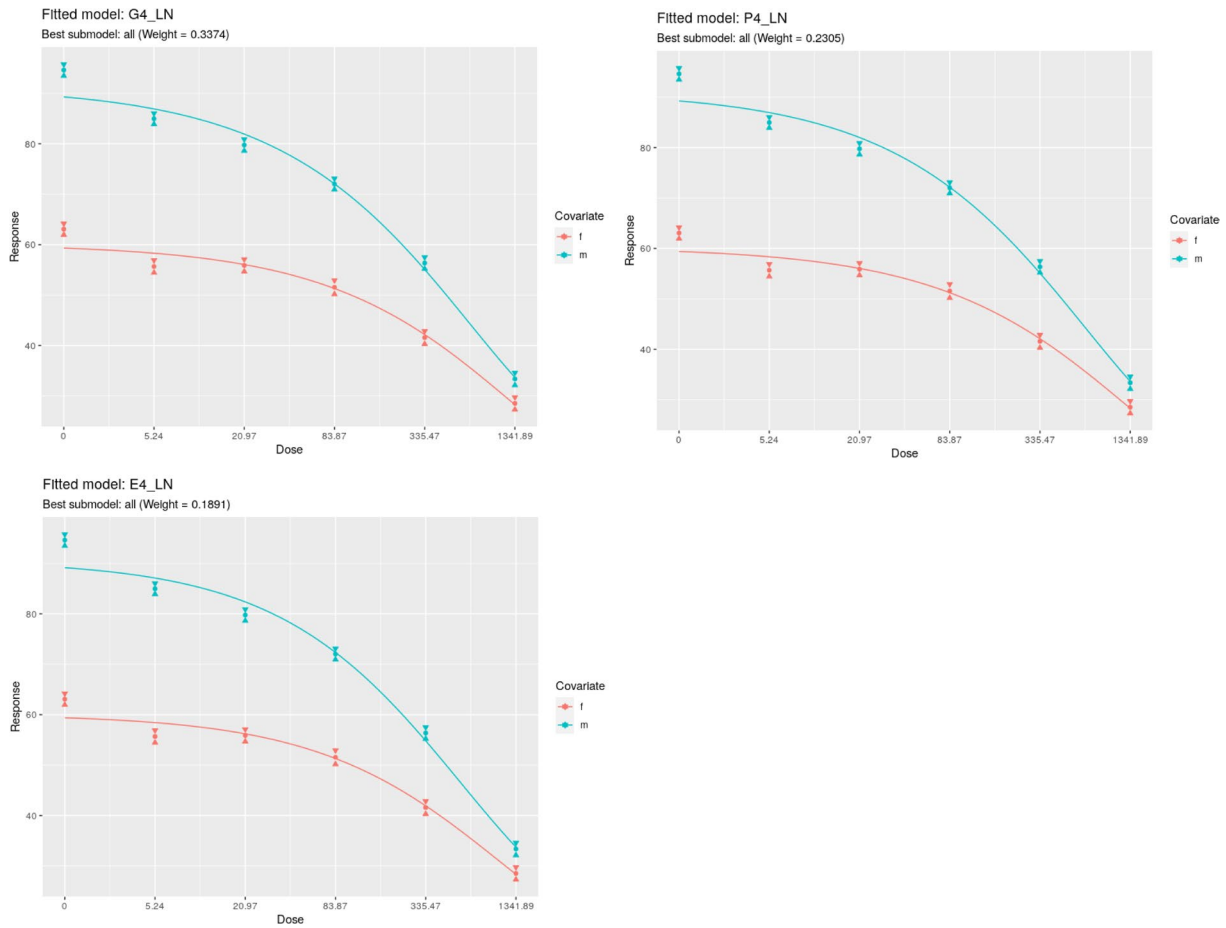 Fitted model: G4_LN
Best submodel: all (Weight = 0.3374)
80
60
40
Response
0 5.24 20.97 83.87 335.47 1341.89
Dose
Covariate
f
m
Fitted model: P4_LN
Best submodel: all (Weight = 0.2305)
80
60
40
Response
0 5.24 20.97 83.87 335.47 1341.89
Dose
Covariate
f
m
Fitted model: E4_LN
Best submodel: all (Weight = 0.1891)
80
60
40
Response
0 5.24 20.97 83.87 335.47 1341.89
Dose
Covariate
f
m